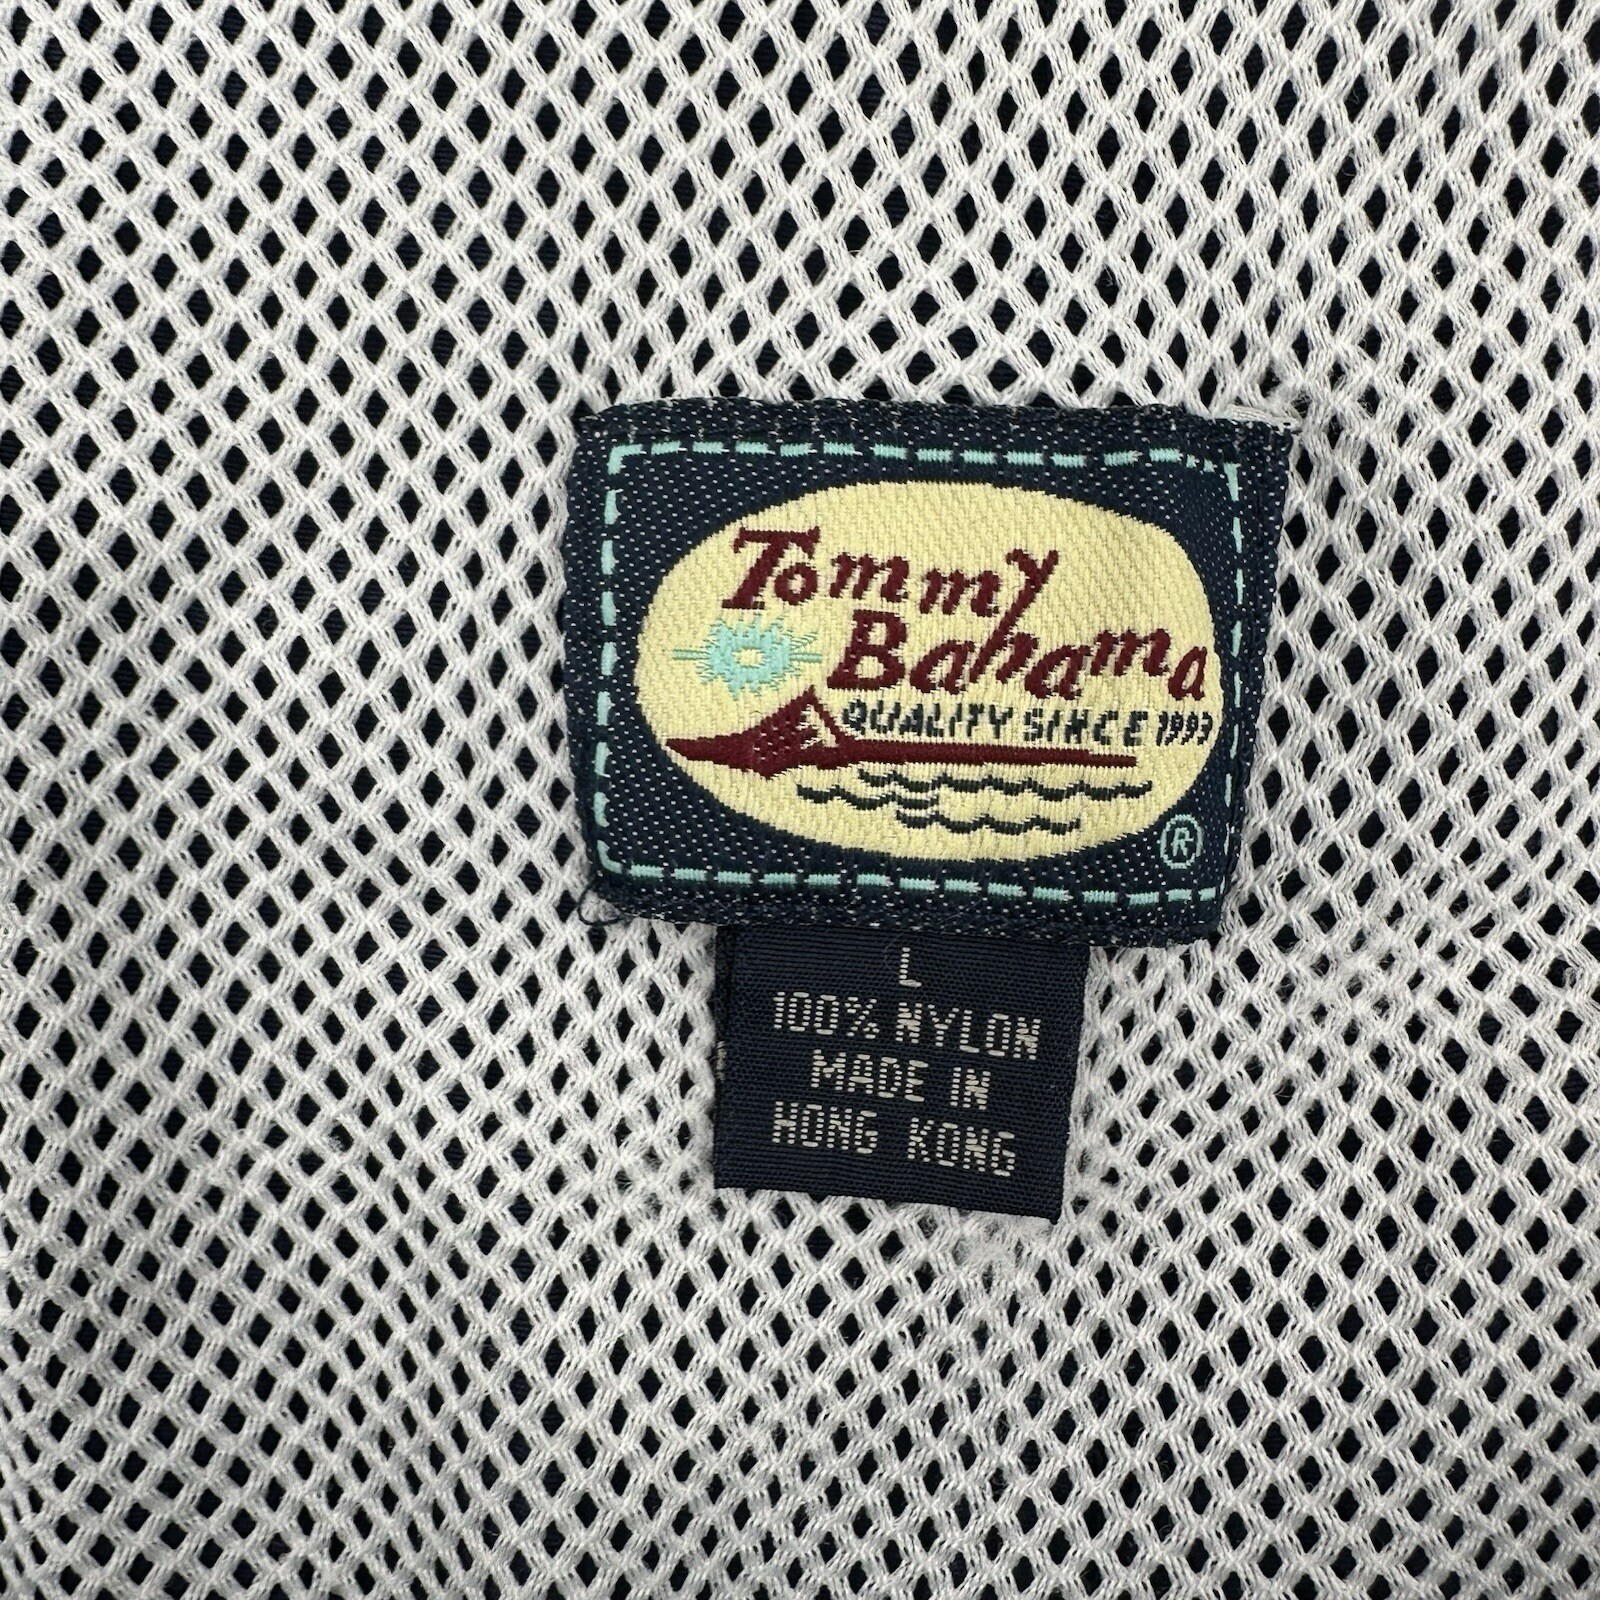 Tommy
Bahama
QUALITY SINCE 1993
®
L
100% NYLON
MADE IN
HONG KONG